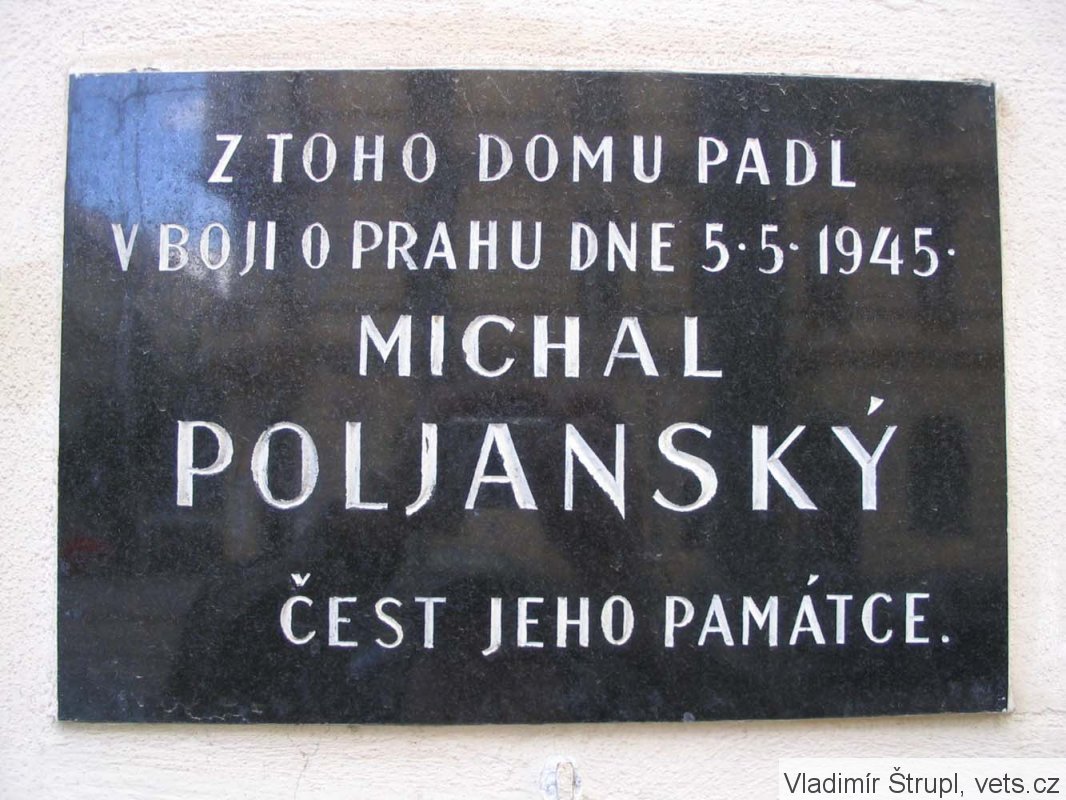 Z TOHO DOMU PADL
V BOJI O PRAHU DNE 5·5· 1945·
MICHAL
POLJANSKÝ
ČEST JEHO PAMÁTCE.
Vladimír Štrupl, vets.cz